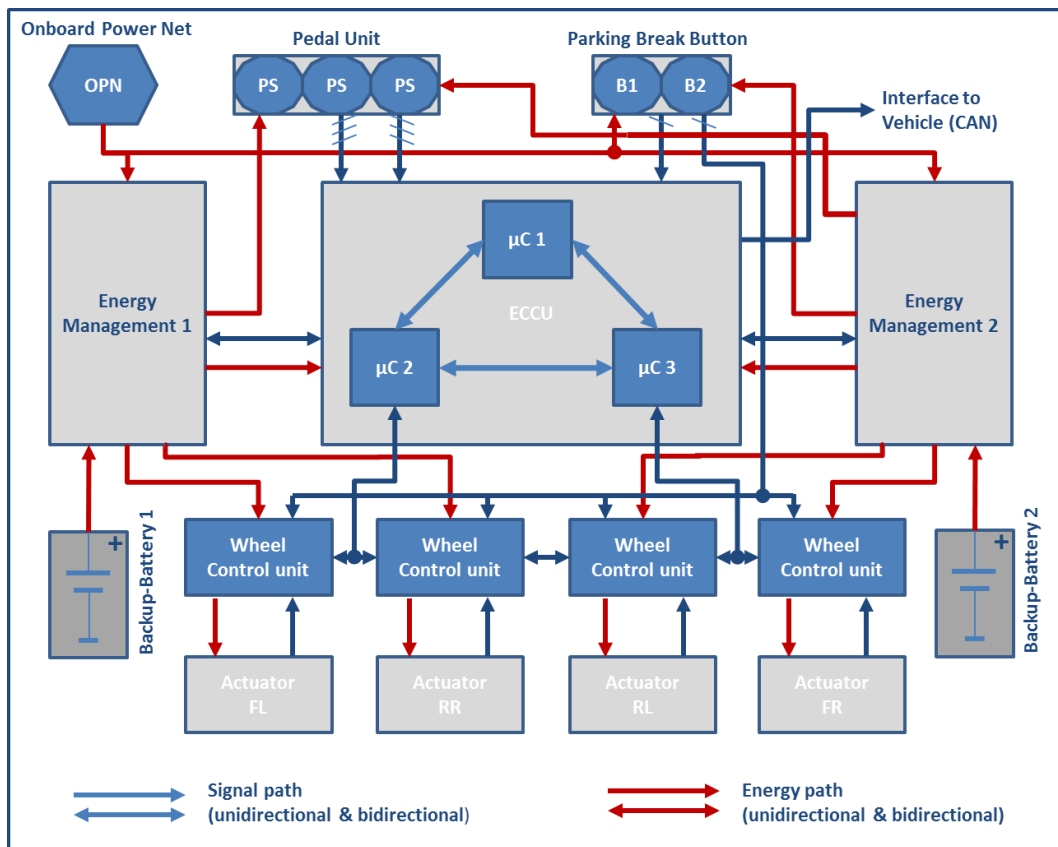 Onboard Power Net
OPN
Pedal Unit
PS
PS
PS
Parking Break Button
B1
B2
Interface to
Vehicle (CAN)
Energy
Management 1
µC 1
ECCU
µC 2
µC 3
Energy
Management 2
Backup-Battery 1
+
Wheel
Control unit
Wheel
Control unit
Wheel
Control unit
Wheel
Control unit
+
Backup-Battery 2
Actuator
FL
Actuator
RR
Actuator
RL
Actuator
FR
Signal path
(unidirectional & bidirectional)
Energy path
(unidirectional & bidirectional)